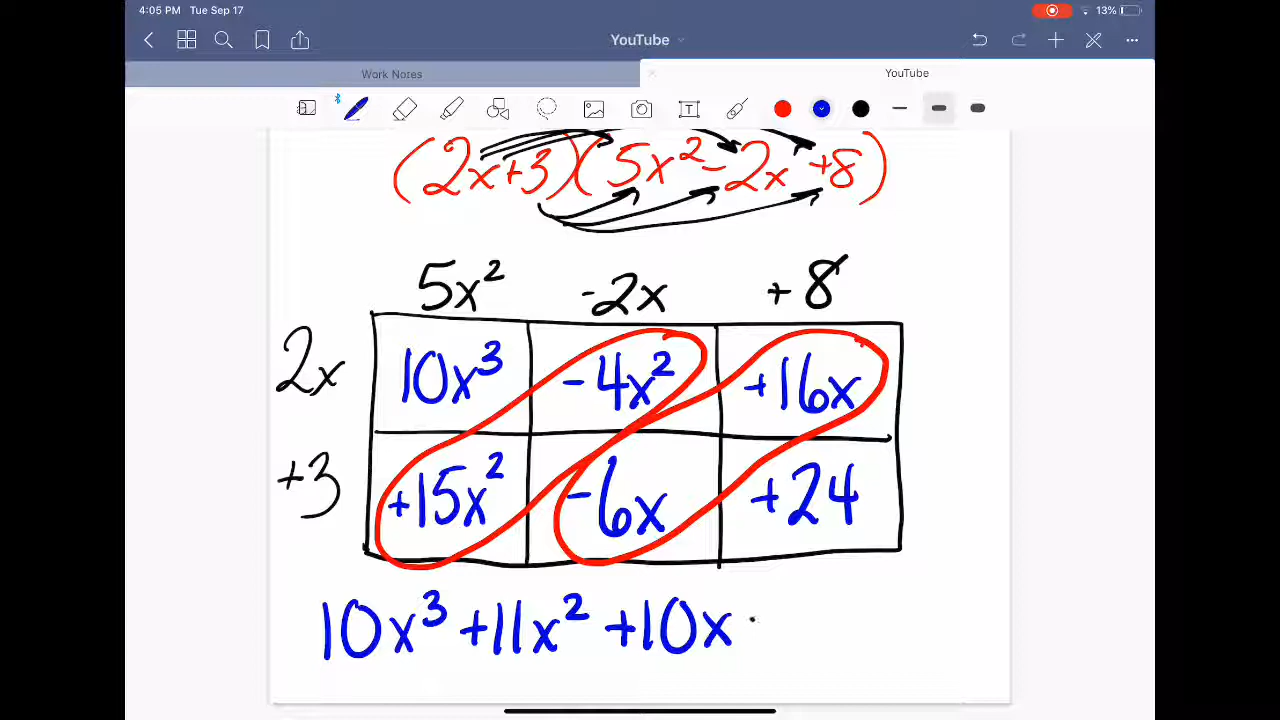 4:05 PM Tue Sep 17 13%
YouTube
Work Notes YouTube
(2x+3)(5x²-2x+8)
5x² -2x +8
2x 10x³ -4x² +16x
+3 +15x² -6x +24
10x³ +11x² +10x